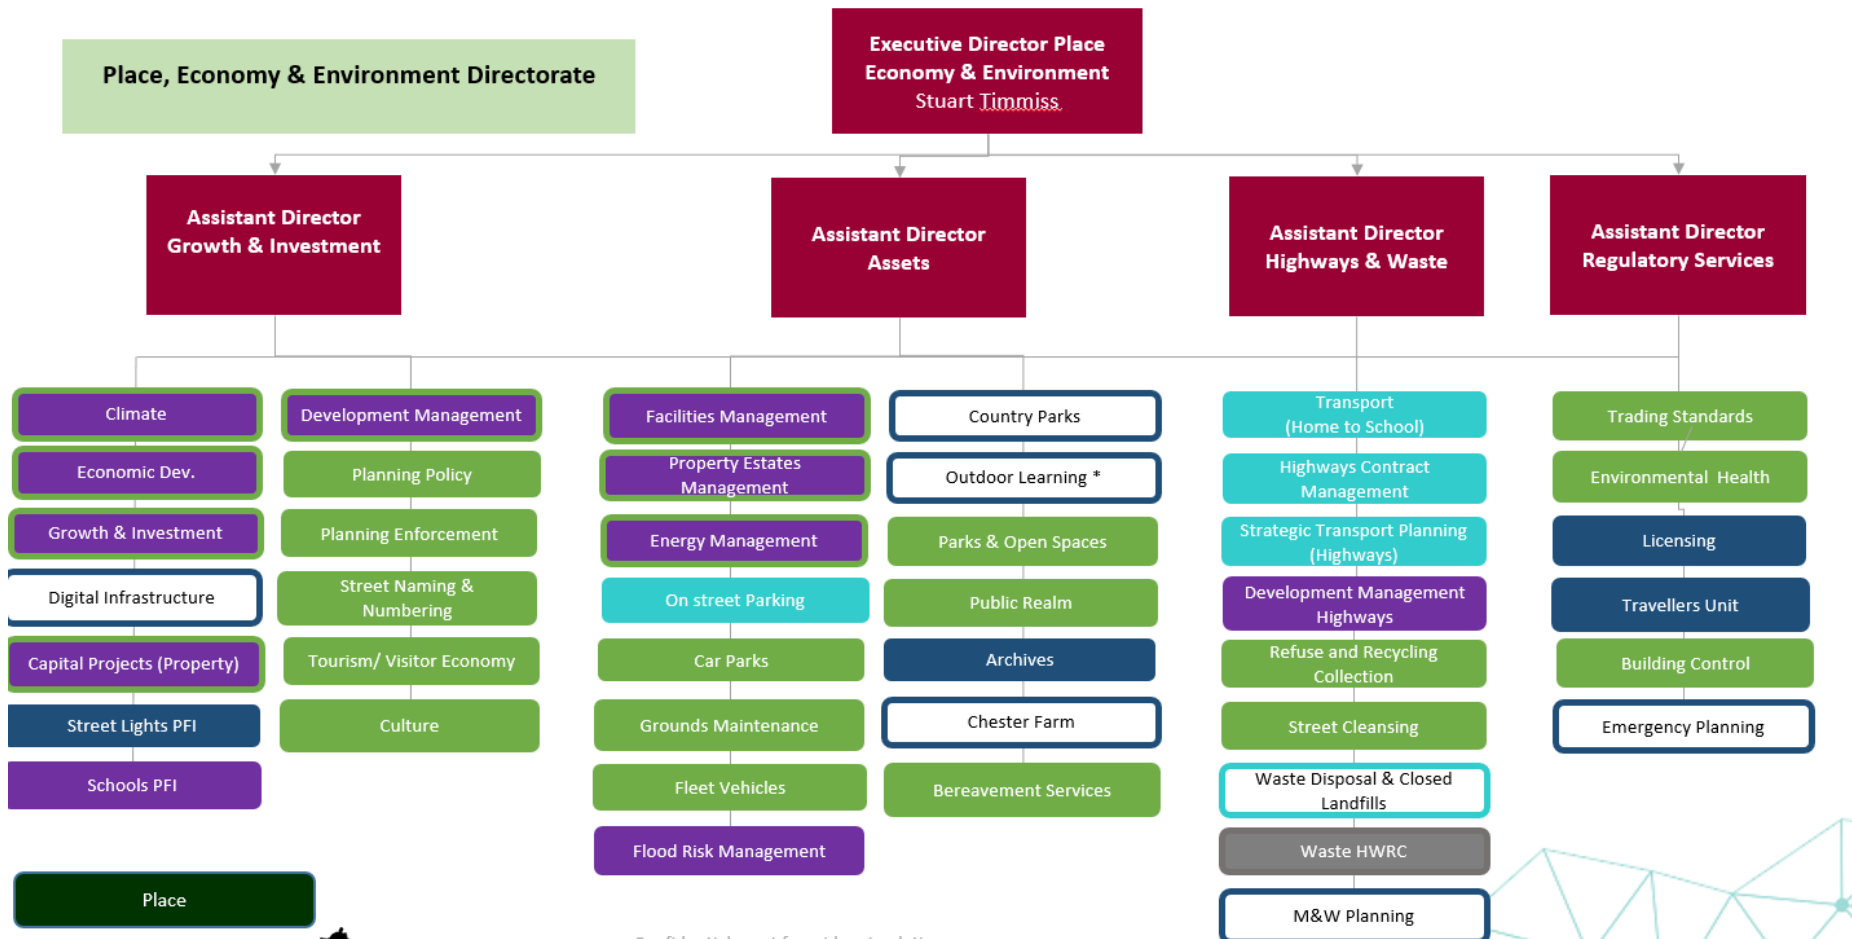 Place, Economy & Environment Directorate
Executive Director Place
Economy & Environment
Stuart Timmiss
Assistant Director
Growth & Investment
Assistant Director
Assets
Assistant Director
Highways & Waste
Assistant Director
Regulatory Services
Climate
Economic Dev.
Growth & Investment
Digital Infrastructure
Capital Projects (Property)
Street Lights PFI
Schools PFI
Development Management
Planning Policy
Planning Enforcement
Street Naming &
Numbering
Tourism/ Visitor Economy
Culture
Facilities Management
Property Estates
Management
Energy Management
On street Parking
Car Parks
Grounds Maintenance
Fleet Vehicles
Flood Risk Management
Country Parks
Outdoor Learning *
Parks & Open Spaces
Public Realm
Archives
Chester Farm
Bereavement Services
Transport
(Home to School)
Highways Contract
Management
Strategic Transport Planning
(Highways)
Development Management
Highways
Refuse and Recycling
Collection
Street Cleansing
Waste Disposal & Closed
Landfills
Waste HWRC
M&W Planning
Trading Standards
Environmental Health
Licensing
Travellers Unit
Building Control
Emergency Planning
Place